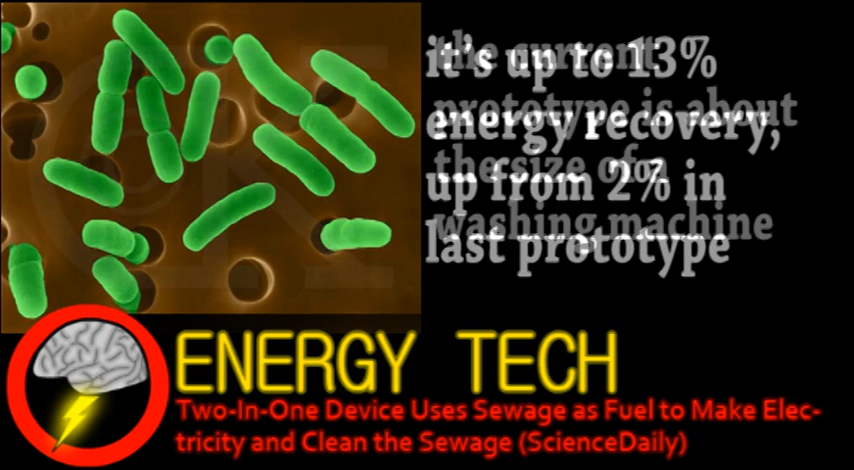 it's up to 13%
energy recovery,
up from 2% in
last prototype
the current
prototype is about
the size of a
washing machine
ENERGY TECH
Two-In-One Device Uses Sewage as Fuel to Make Elec-
tricity and Clean the Sewage (ScienceDaily)